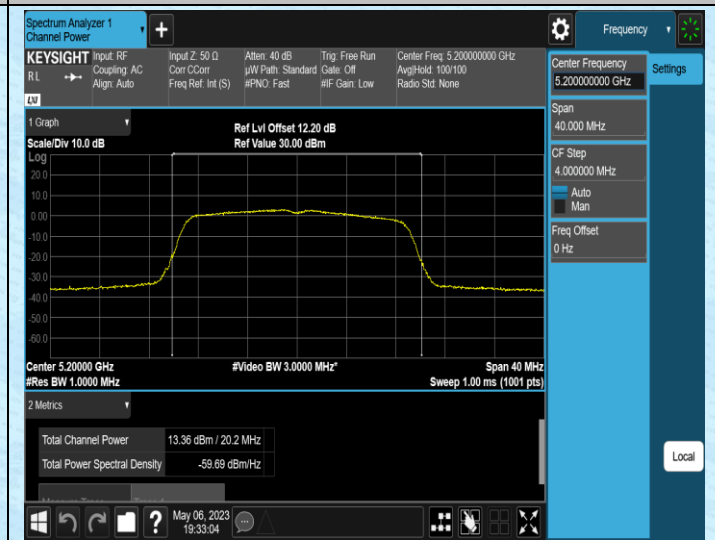 Spectrum Analyzer 1
Channel Power
Frequency
KEYSIGHT
R L
LXI
Input: RF
Coupling: AC
Align: Auto
Input Z: 50 Ω
Corr CCorr
Freq Ref: Int (S)
Atten: 40 dB
µW Path: Standard
#PNO: Fast
Trig: Free Run
Gate: Off
#IF Gain: Low
Center Freq: 5.200000000 GHz
Avg|Hold: 100/100
Radio Std: None
Center Frequency
5.200000000 GHz
Settings
Span
40.000 MHz
CF Step
4.000000 MHz
Auto
Man
Freq Offset
0 Hz
Local
1 Graph
Scale/Div 10.0 dB
Ref Lvl Offset 12.20 dB
Ref Value 30.00 dBm
Log
20.0
10.0
0.00
-10.0
-20.0
-30.0
-40.0
-50.0
-60.0
Center 5.20000 GHz
#Video BW 3.0000 MHz*
Span 40 MHz
#Res BW 1.0000 MHz
Sweep 1.00 ms (1001 pts)
2 Metrics
Total Channel Power 13.36 dBm / 20.2 MHz
Total Power Spectral Density -59.69 dBm/Hz
?
May 06, 2023
19:33:04